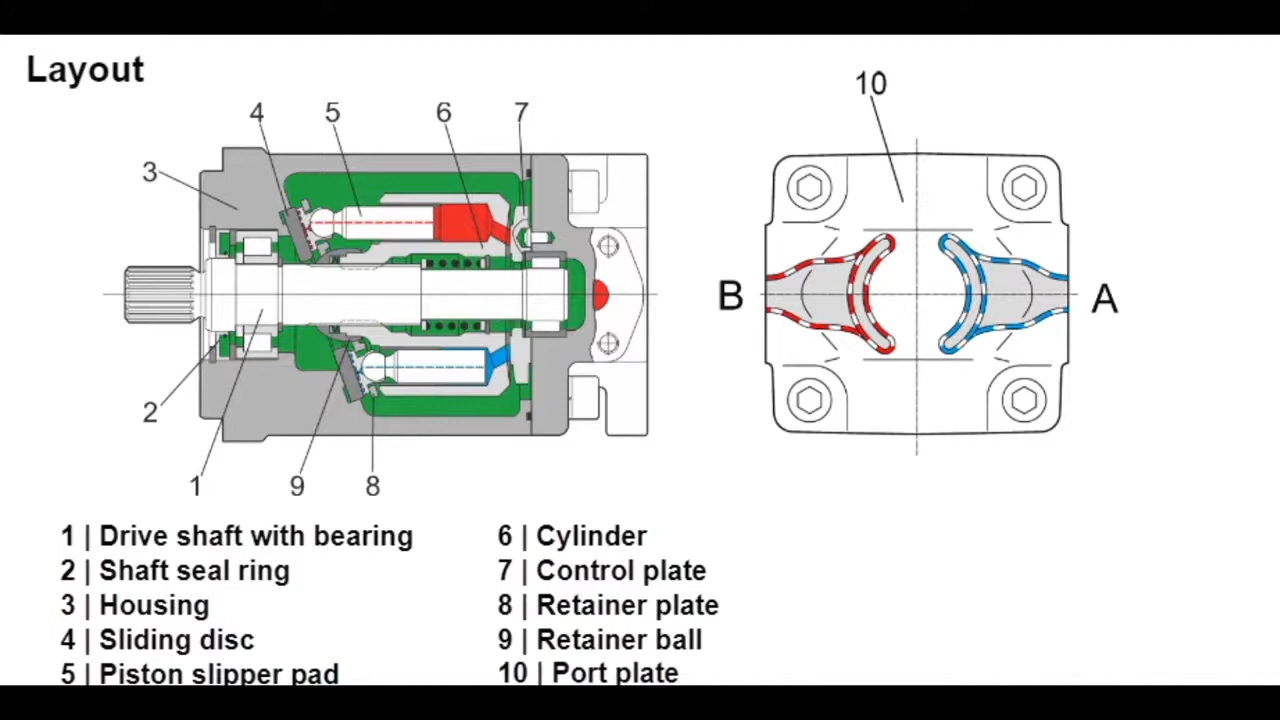 Layout
10
4 5 6 7
3
B A
2
1 9 8
1 | Drive shaft with bearing
2 | Shaft seal ring
3 | Housing
4 | Sliding disc
5 | Piston slipper pad
6 | Cylinder
7 | Control plate
8 | Retainer plate
9 | Retainer ball
10 | Port plate